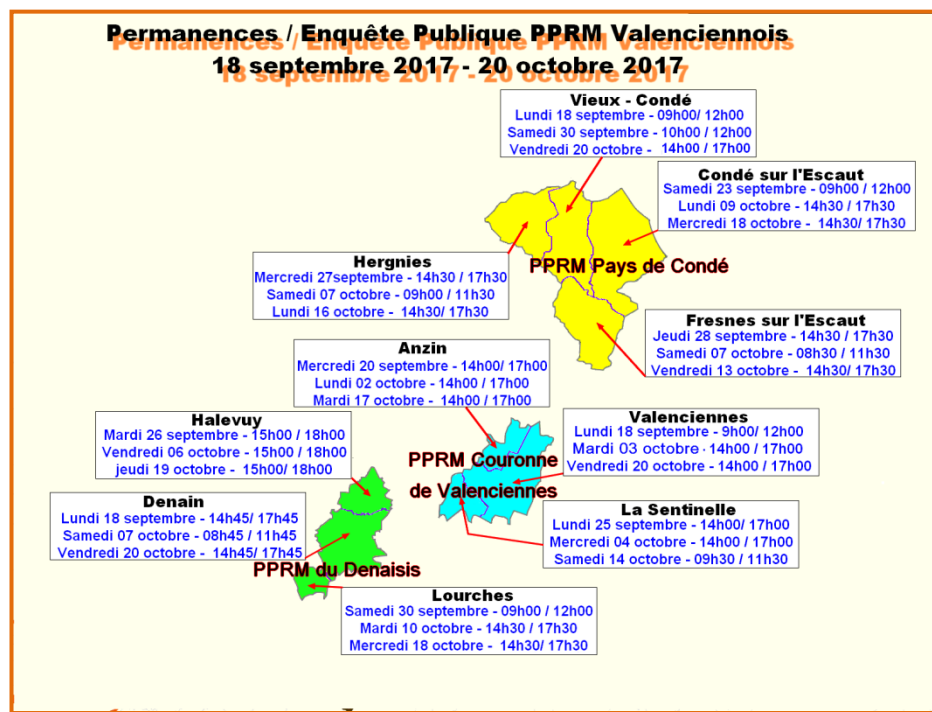 Permanences / Enquête Publique PPRM Valenciennois
18 septembre 2017 - 20 octobre 2017
Vieux - Condé
Lundi 18 septembre - 09h00/ 12h00
Samedi 30 septembre - 10h00 / 12h00
Vendredi 20 octobre - 14h00 / 17h00
Condé sur l'Escaut
Samedi 23 septembre - 09h00 / 12h00
Lundi 09 octobre - 14h30 / 17h30
Mercredi 18 octobre - 14h30/ 17h30
PPRM Pays de Condé
Hergnies
Mercredi 27septembre - 14h30 / 17h30
Samedi 07 octobre - 09h00 / 11h30
Lundi 16 octobre - 14h30/ 17h30
Fresnes sur l'Escaut
Jeudi 28 septembre - 14h30 / 17h30
Samedi 07 octobre - 08h30 / 11h30
Vendredi 13 octobre - 14h30/ 17h30
Anzin
Mercredi 20 septembre - 14h00/ 17h00
Lundi 02 octobre - 14h00 / 17h00
Mardi 17 octobre - 14h00 / 17h00
Halevuy
Mardi 26 septembre - 15h00 / 18h00
Vendredi 06 octobre - 15h00 / 18h00
jeudi 19 octobre - 15h00/ 18h00
Valenciennes
Lundi 18 septembre - 9h00/ 12h00
Mardi 03 octobre - 14h00 / 17h00
Vendredi 20 octobre - 14h00 / 17h00
PPRM Couronne
de Valenciennes
Denain
Lundi 18 septembre - 14h45/ 17h45
Samedi 07 octobre - 08h45 / 11h45
Vendredi 20 octobre - 14h45/ 17h45
La Sentinelle
Lundi 25 septembre - 14h00/ 17h00
Mercredi 04 octobre - 14h00 / 17h00
Samedi 14 octobre - 09h30 / 11h30
PPRM du Denaisis
Lourches
Samedi 30 septembre - 09h00 / 12h00
Mardi 10 octobre - 14h30 / 17h30
Mercredi 18 octobre - 14h30/ 17h30